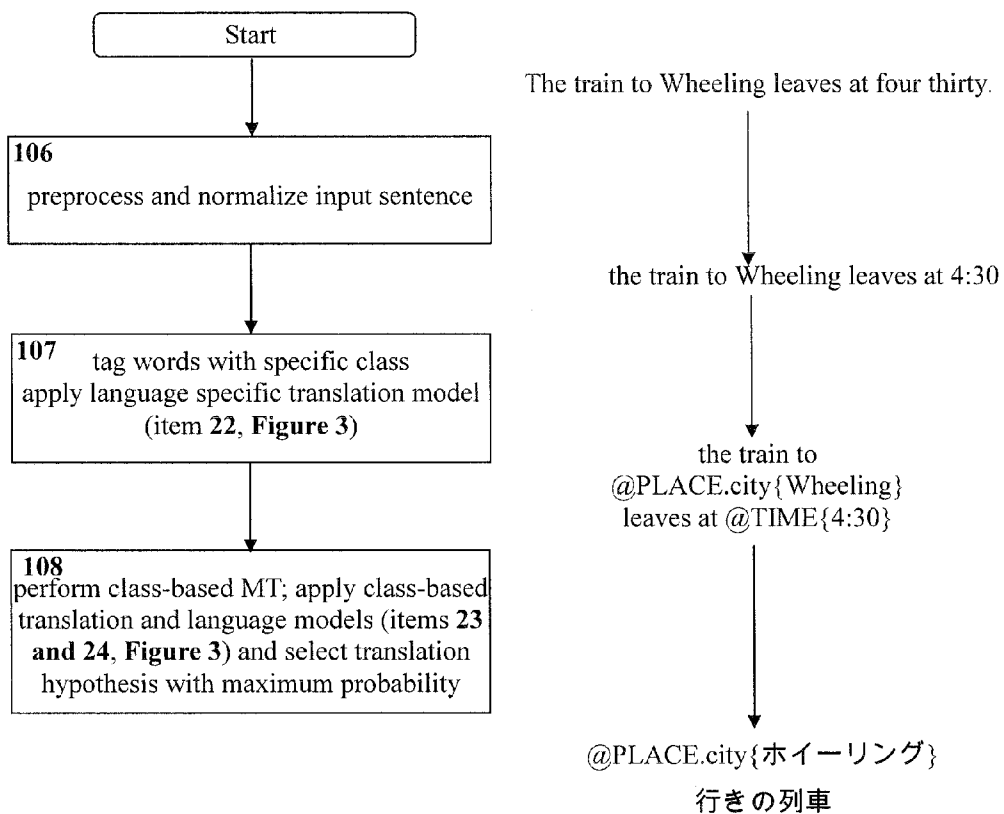 Start
106
preprocess and normalize input sentence
107
tag words with specific class
apply language specific translation model
(item 22, Figure 3)
108
perform class-based MT; apply class-based
translation and language models (items 23
and 24, Figure 3) and select translation
hypothesis with maximum probability
The train to Wheeling leaves at four thirty.
the train to Wheeling leaves at 4:30
the train to
@PLACE.city{Wheeling}
leaves at @TIME{4:30}
@PLACE.city{ホイーリング}
行きの列車